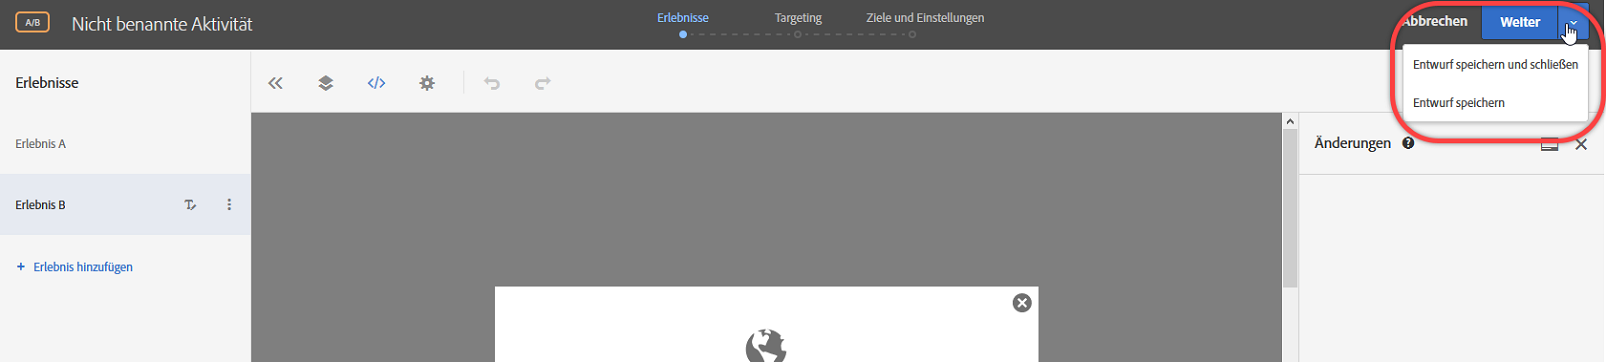 A/B
Nicht benannte Aktivität
Erlebnisse
Targeting
Ziele und Einstellungen
Abbrechen
Weiter
Entwurf speichern und schließen
Entwurf speichern
Erlebnisse
</>
Änderungen ?
Erlebnis A
Erlebnis B
+ Erlebnis hinzufügen